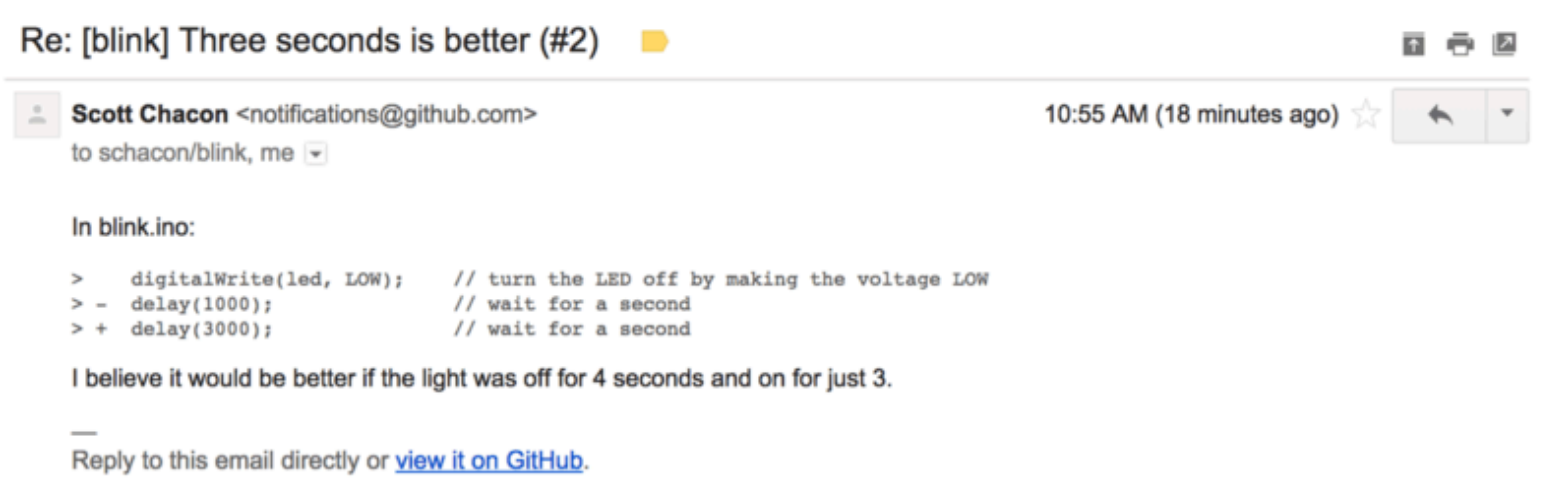 Re: [blink] Three seconds is better (#2)
Scott Chacon <notifications@github.com>
10:55 AM (18 minutes ago)
to schacon/blink, me
In blink.ino:
>     digitalWrite(led, LOW);     // turn the LED off by making the voltage LOW
> -  delay(1000);               // wait for a second
> +  delay(3000);               // wait for a second
I believe it would be better if the light was off for 4 seconds and on for just 3.
—
Reply to this email directly or view it on GitHub.